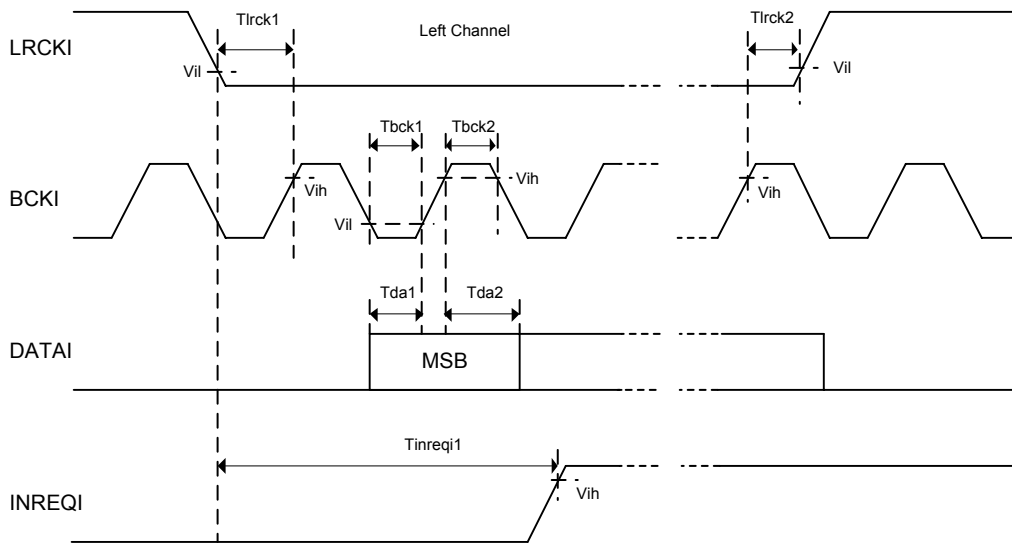 Tlrck1
Left Channel
Tlrck2
LRCKI
Vil
Vil
Tbck1
Tbck2
BCKI
Vih
Vih
Vih
Vil
Tda1
Tda2
DATAI
MSB
Tinreqi1
INREQI
Vih